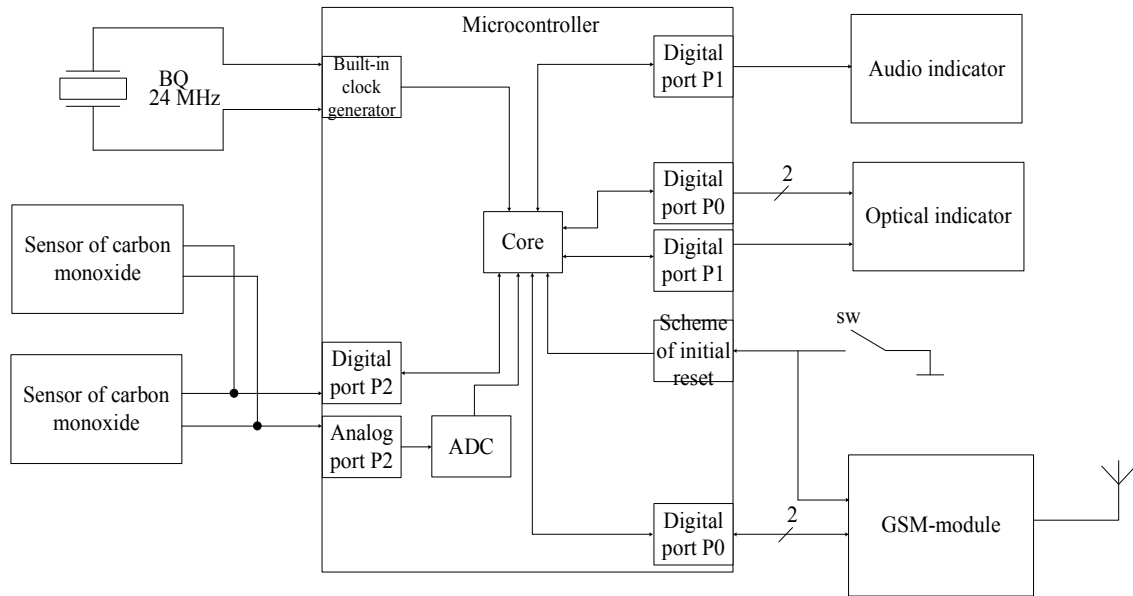 Microcontroller
BQ
24 MHz
Built-in
clock
generator
Digital
port P1
Audio indicator
Digital
port P0
2
Optical indicator
Core
Digital
port P1
Sensor of carbon
monoxide
Scheme
of initial
reset
sw
Sensor of carbon
monoxide
Digital
port P2
Analog
port P2
ADC
Digital
port P0
2
GSM-module